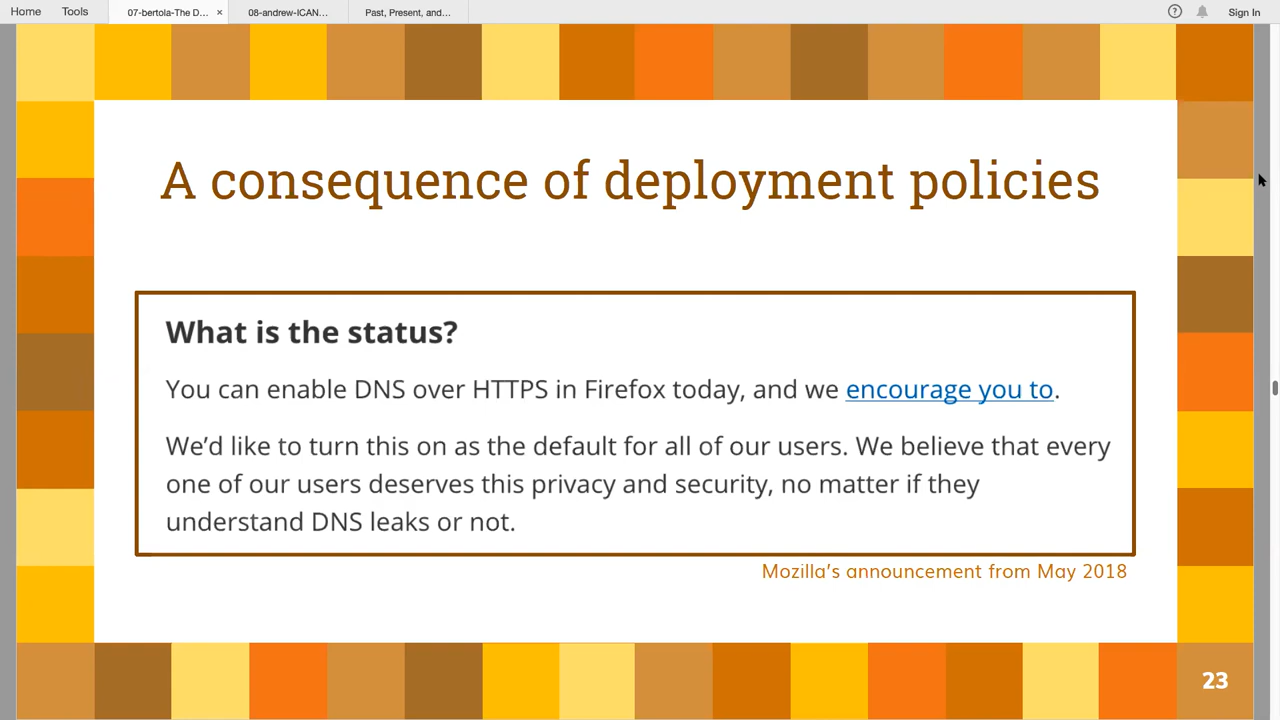 Home Tools 07-bertola-The D... × 08-andrew-ICAN... Past, Present, and... ? Sign In
A consequence of deployment policies
What is the status?
You can enable DNS over HTTPS in Firefox today, and we encourage you to.
We’d like to turn this on as the default for all of our users. We believe that every
one of our users deserves this privacy and security, no matter if they
understand DNS leaks or not.
Mozilla’s announcement from May 2018
23